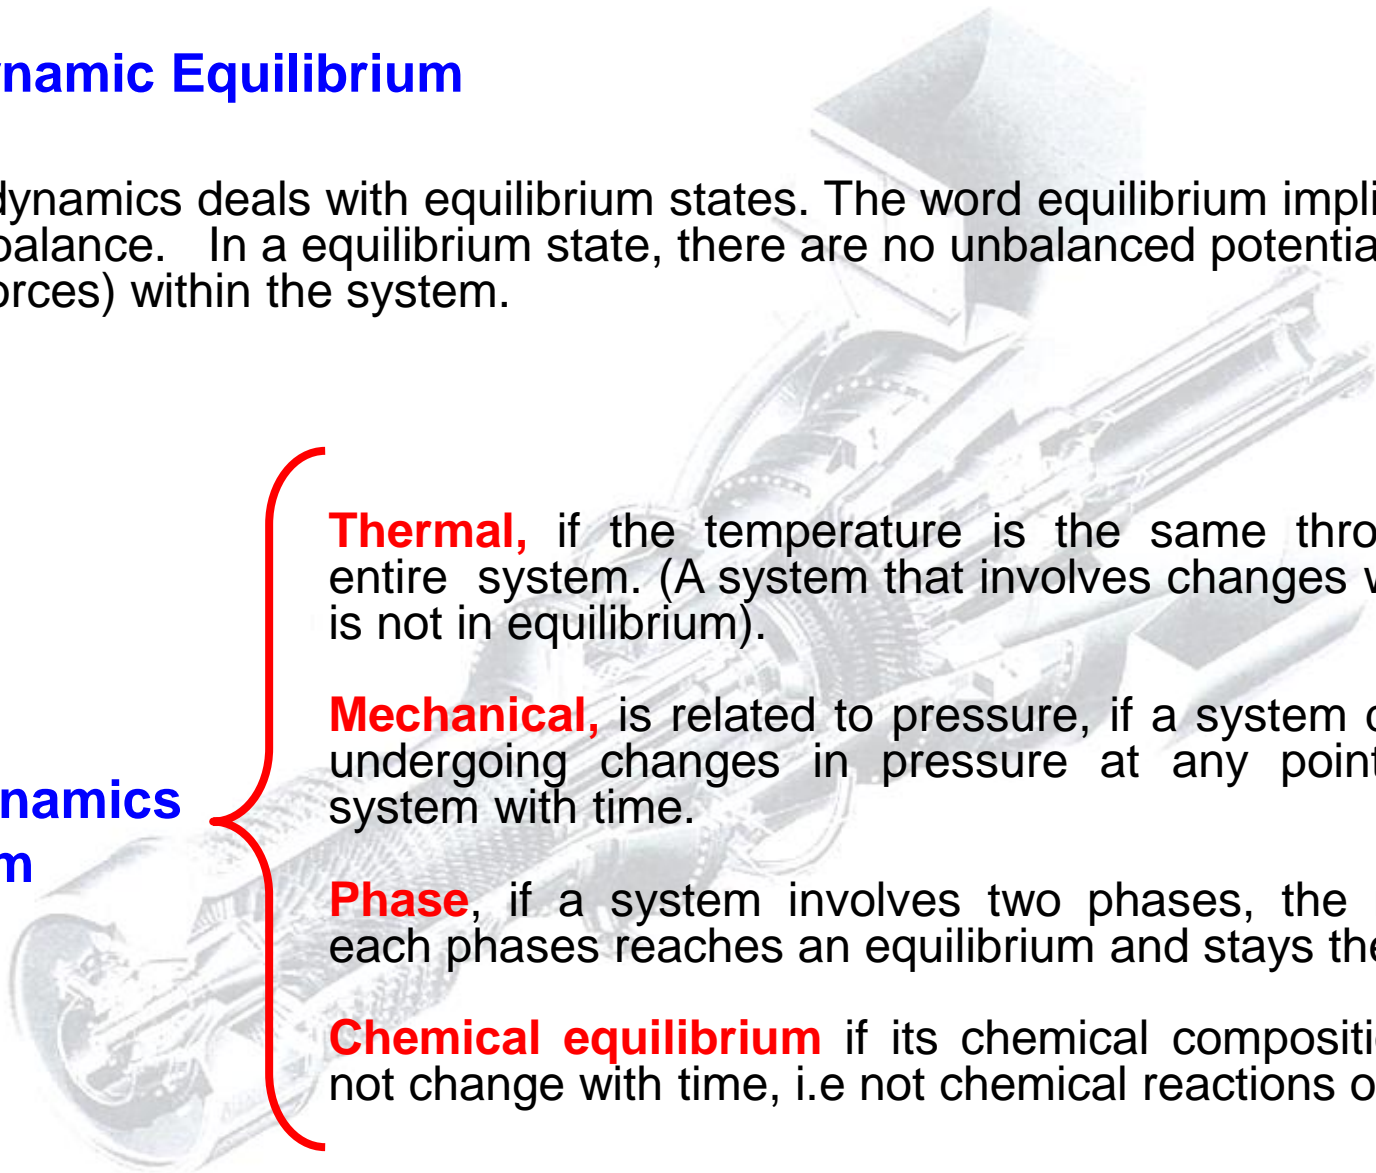 namic Equilibrium
dynamics deals with equilibrium states. The word equilibrium impli
balance. In a equilibrium state, there are no unbalanced potentia
orces) within the system.
Thermal, if the temperature is the same thro
entire system. (A system that involves changes w
is not in equilibrium).
Mechanical, is related to pressure, if a system
undergoing changes in pressure at any point
system with time.
namics
m
Phase, if a system involves two phases, the
each phases reaches an equilibrium and stays the
Chemical equilibrium if its chemical compositi
not change with time, i.e not chemical reactions o